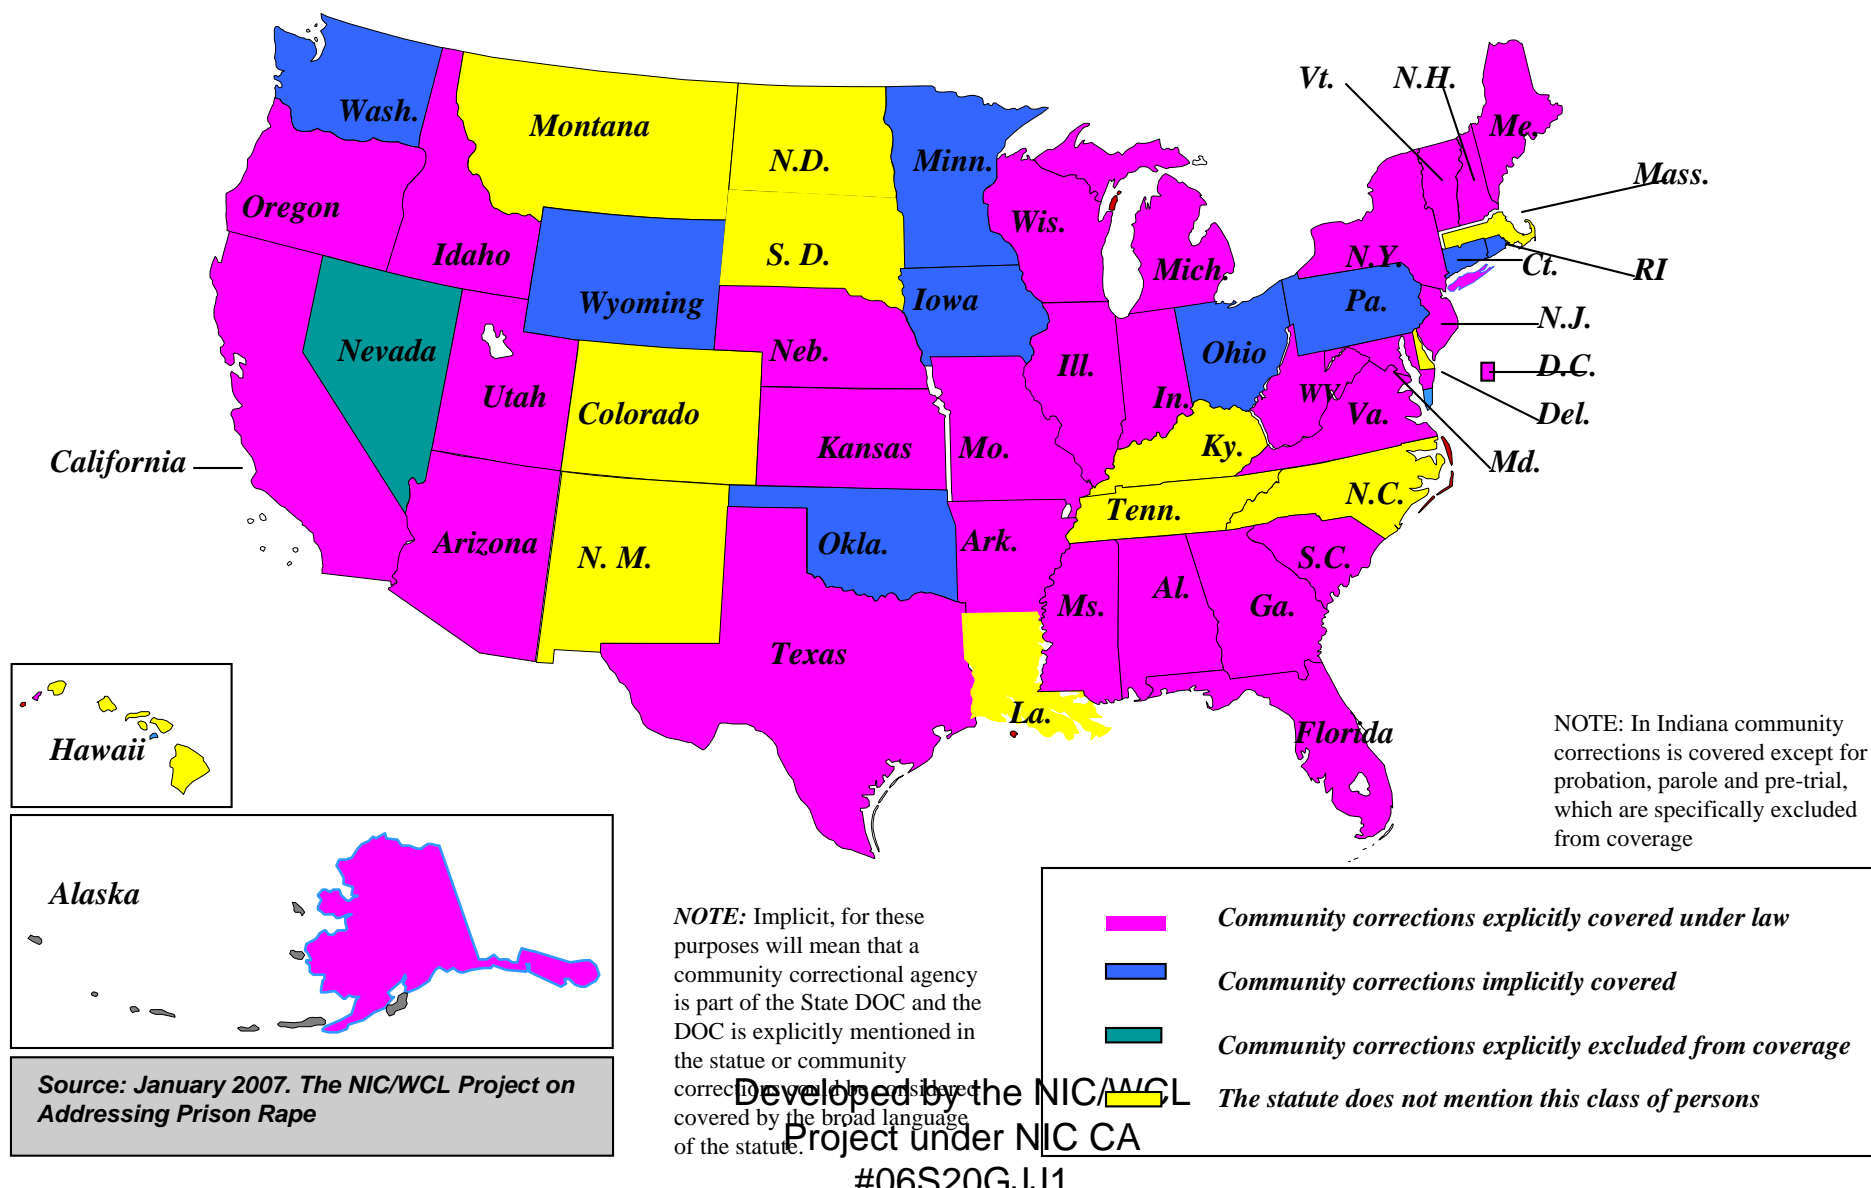 Vt.
N.H.
Me.
Wash.
Montana
N.D.
Minn.
Mass.
Oregon
Idaho
S. D.
Wis.
Mich.
N.Y.
Ct.
RI
Wyoming
Iowa
Pa.
N.J.
Nevada
Neb.
Ill.
Ohio
D.C.
Utah
Colorado
In.
WV
Va.
Del.
California
Kansas
Mo.
Ky.
Md.
Tenn.
N.C.
Arizona
N. M.
Okla.
Ark.
S.C.
Ms.
Al.
Ga.
Texas
La.
Florida
Hawaii
Alaska
NOTE: In Indiana community
corrections is covered except for
probation, parole and pre-trial,
which are specifically excluded
from coverage
NOTE: Implicit, for these
purposes will mean that a
community correctional agency
is part of the State DOC and the
DOC is explicitly mentioned in
the statue or community
corrections could be considered
covered by the broad language
of the statute.
Community corrections explicitly covered under law
Community corrections implicitly covered
Community corrections explicitly excluded from coverage
The statute does not mention this class of persons
Source: January 2007. The NIC/WCL Project on
Addressing Prison Rape
Developed by the NIC/WCL
Project under NIC CA
#06S20GJJ1